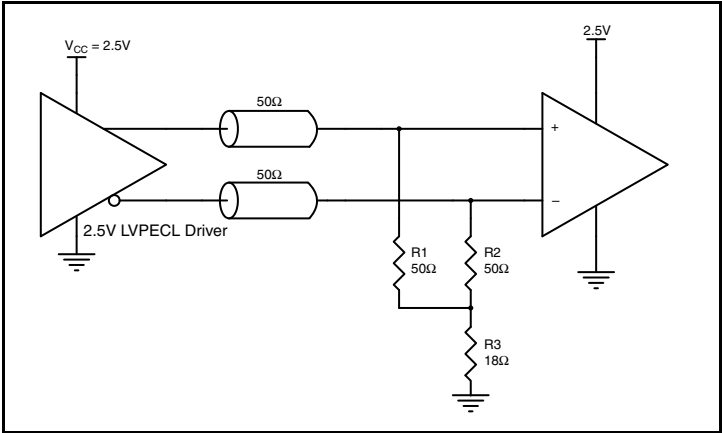 V_CC = 2.5V
2.5V
50Ω
+
50Ω
−
2.5V LVPECL Driver
R1
50Ω
R2
50Ω
R3
18Ω